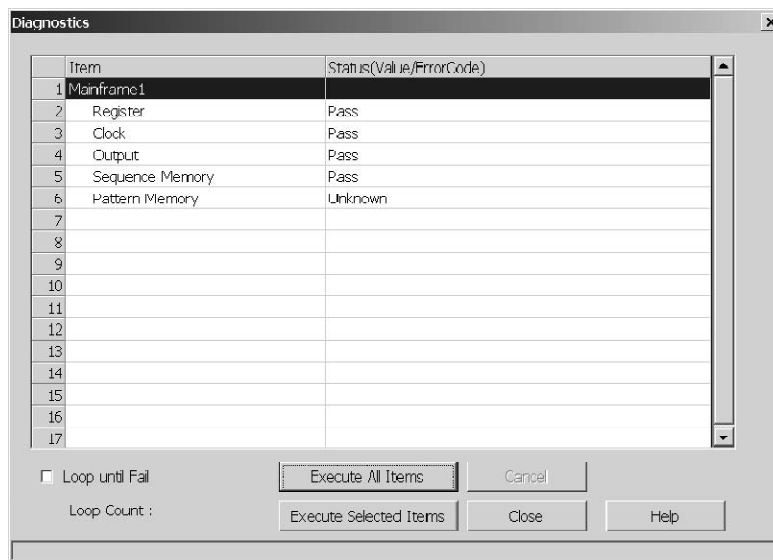 Diagnostics
Item Status(Value/ErrorCode)
1 Mainframe1
2 Register Pass
3 Clock Pass
4 Output Pass
5 Sequence Memory Pass
6 Pattern Memory Unknown
7
8
9
10
11
12
13
14
15
16
17
Loop until Fail Execute All Items Cancel
Loop Count : Execute Selected Items Close Help